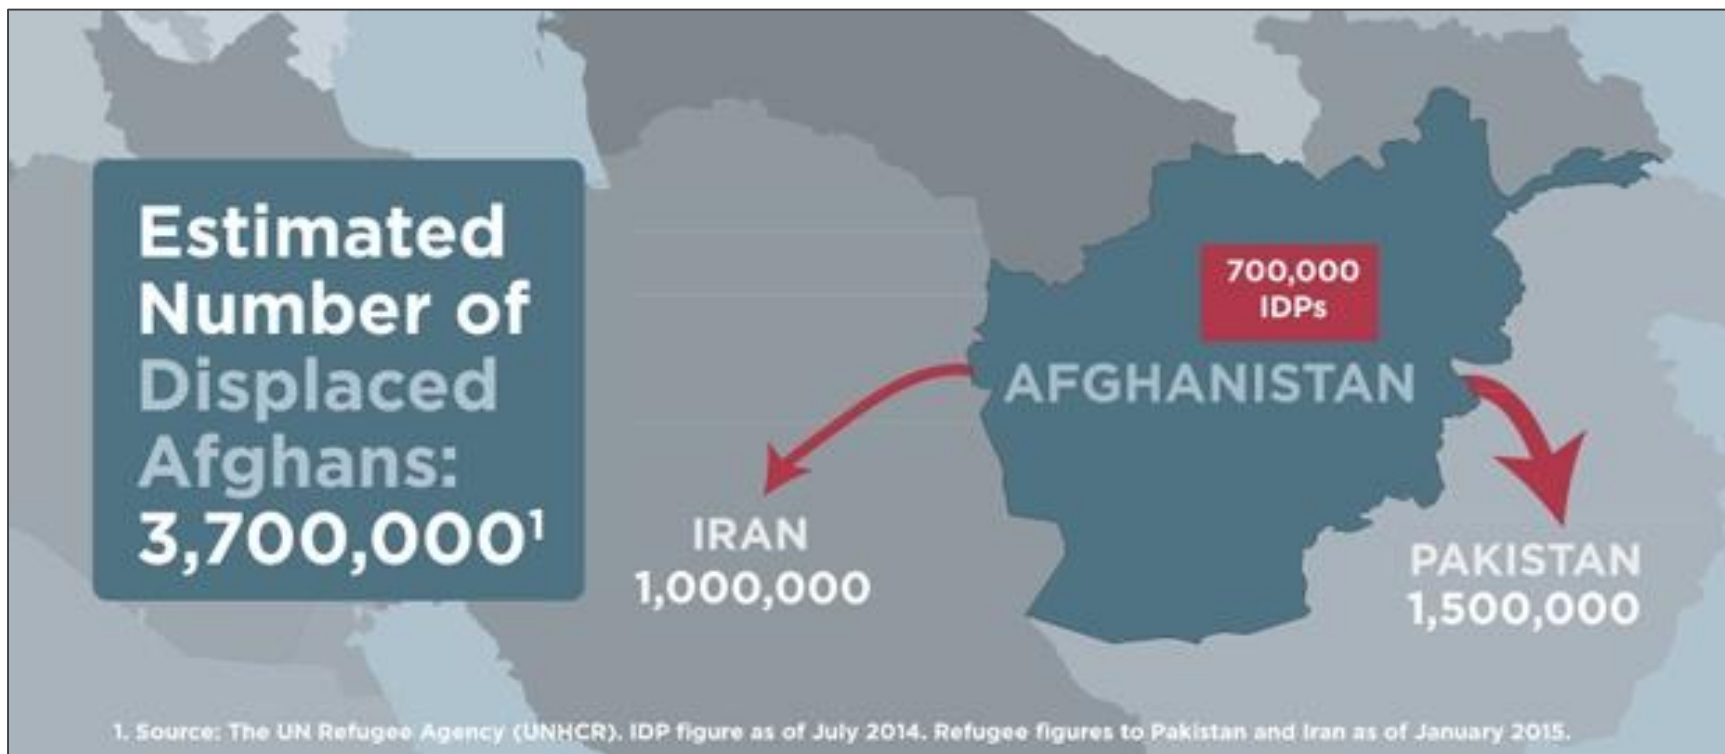 Estimated
Number of
Displaced
Afghans:
3,700,000¹
700,000
IDPs
AFGHANISTAN
IRAN
1,000,000
PAKISTAN
1,500,000
1. Source: The UN Refugee Agency (UNHCR). IDP figure as of July 2014. Refugee figures to Pakistan and Iran as of January 2015.